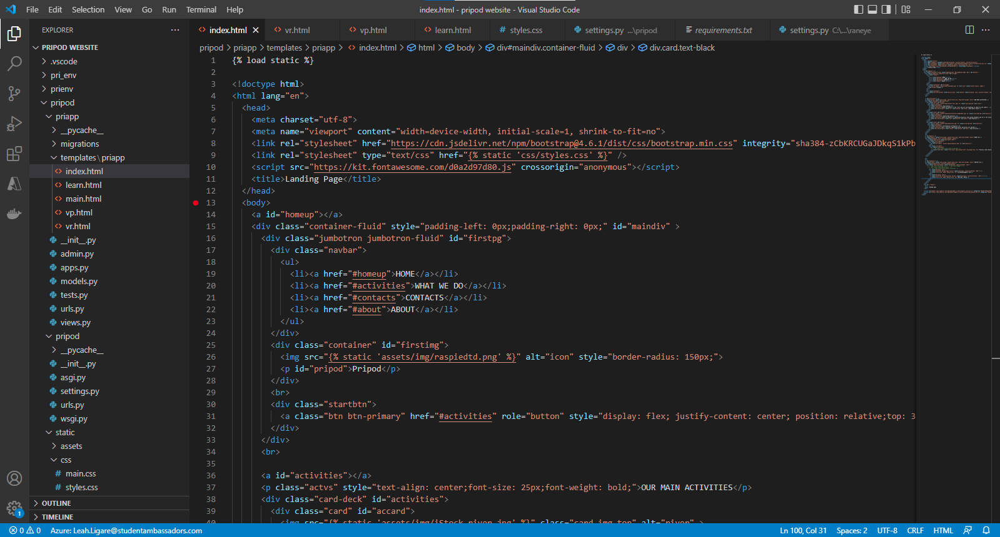 File Edit Selection View Go Run Terminal Help index.html - pripod website - Visual Studio Code
EXPLORER
PRIPOD WEBSITE
.vscode
pri_env
prienv
pripod
priapp
__pycache__
migrations
templates \ priapp
index.html
learn.html
main.html
vp.html
vr.html
__init__.py
admin.py
apps.py
models.py
tests.py
urls.py
views.py
pripod
__pycache__
__init__.py
asgi.py
settings.py
urls.py
wsgi.py
static
assets
css
main.css
styles.css
OUTLINE
TIMELINE
index.html vr.html vp.html learn.html styles.css settings.py ...\pripod requirements.txt settings.py C:\...\raneye
pripod > priapp > templates > priapp > index.html > html > body > div#maindiv.container-fluid > div > div.card.text-black
1 {% load static %}
2
3 <!doctype html>
4 <html lang="en">
5 <head>
6 <meta charset="utf-8">
7 <meta name="viewport" content="width=device-width, initial-scale=1, shrink-to-fit=no">
8 <link rel="stylesheet" href="https://cdn.jsdelivr.net/npm/bootstrap@4.6.1/dist/css/bootstrap.min.css" integrity="sha384-zCbKRCUGaJDkqS1kPb
9 <link rel="stylesheet" type="text/css" href="{% static 'css/styles.css' %}" />
10 <script src="https://kit.fontawesome.com/d0a2d97d80.js" crossorigin="anonymous"></script>
11 <title>Landing Page</title>
12 </head>
13 <body>
14 <a id="homeup"></a>
15 <div class="container-fluid" style="padding-left: 0px;padding-right: 0px;" id="maindiv" >
16 <div class="jumbotron jumbotron-fluid" id="firstpg">
17 <div class="navbar">
18 <ul>
19 <li><a href="#homeup">HOME</a></li>
20 <li><a href="#activities">WHAT WE DO</a></li>
21 <li><a href="#contacts">CONTACTS</a></li>
22 <li><a href="#about">ABOUT</a></li>
23 </ul>
24 </div>
25 <div class="container" id="firstimg">
26 <img src="{% static 'assets/img/raspiedtd.png' %}" alt="icon" style="border-radius: 150px;">
27 <p id="pripod">Pripod</p>
28 </div>
29 <br>
30 <div class="startbtn">
31 <a class="btn btn-primary" href="#activities" role="button" style="display: flex; justify-content: center; position: relative;top: 3
32 </div>
33 </div>
34 <br>
35
36 <a id="activities"></a>
37 <p class="actvs" style="text-align: center;font-size: 25px;font-weight: bold;">OUR MAIN ACTIVITIES</p>
38 <div class="card-deck" id="activities">
39 <div class="card" id="accard">
40 <img src="{% static 'assets/img/iStock-niyon.jpg' %}" class="card-img-top" alt=
1
0 0 Azure: Leah.Ligare@studentambassadors.com Ln 100, Col 31 Spaces: 2 UTF-8 CRLF HTML